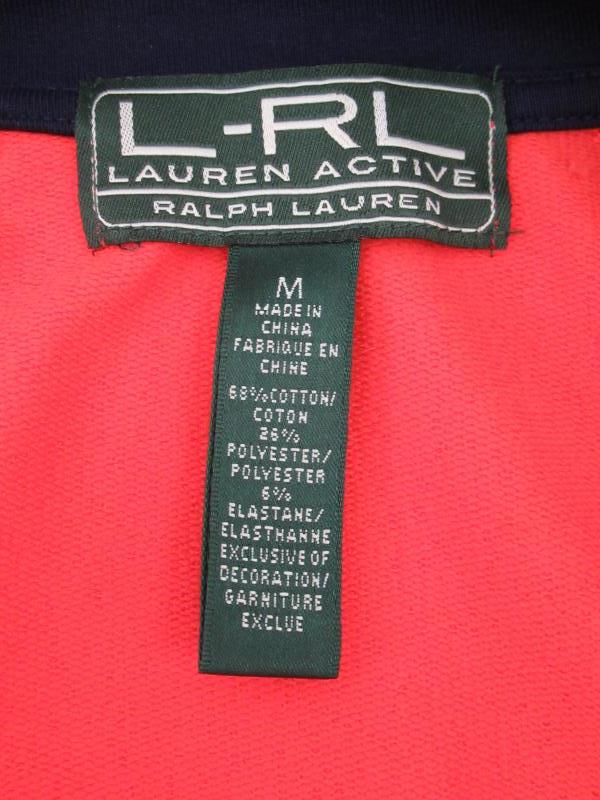 L-RL
LAUREN ACTIVE
RALPH LAUREN
M
MADE IN
CHINA
FABRIQUE EN
CHINE
68% COTTON/
COTON
26%
POLYESTER/
POLYESTER
6%
ELASTANE/
ELASTHANNE
EXCLUSIVE OF
DECORATION/
GARNITURE
EXCLUE